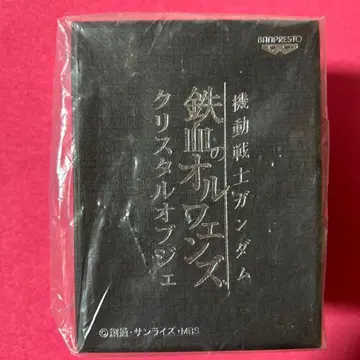 BANPRESTO
機動戦士ガンダム
鉄血のオルフェンズ
クリスタルオブジェ
©創通・サンライズ・MBS